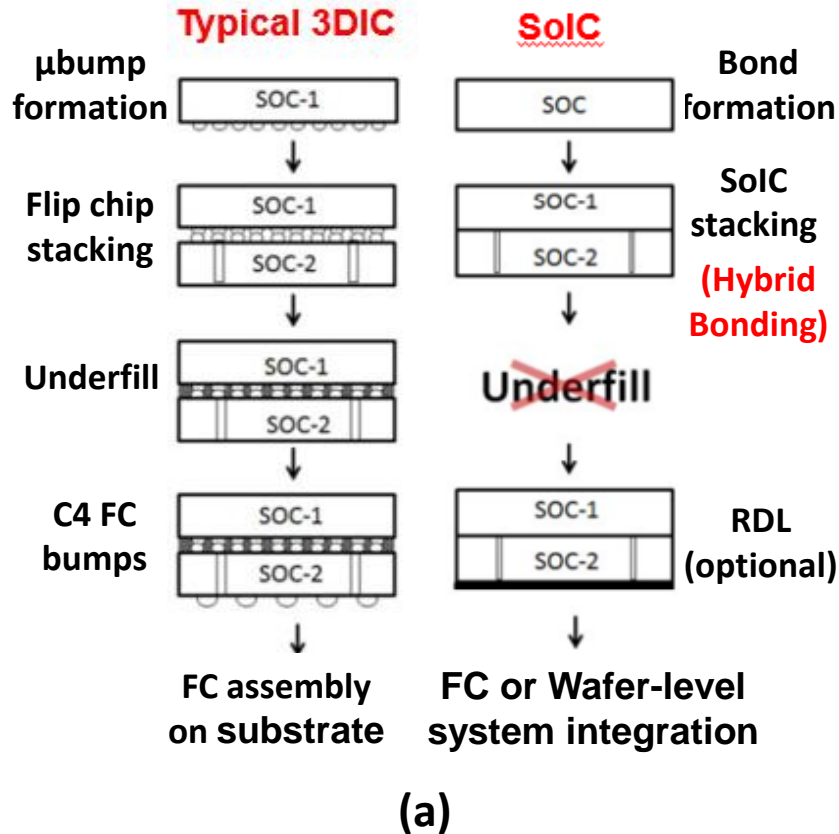 Typical 3DIC
SoIC
μbump
formation
SOC-1
SOC
Bond
formation
Flip chip
stacking
SOC-1
SOC-2
SOC-1
SOC-2
SoIC
stacking
(Hybrid
Bonding)
Underfill
SOC-1
SOC-2
Underfill
C4 FC
bumps
SOC-1
SOC-2
SOC-1
SOC-2
RDL
(optional)
FC assembly
on substrate
FC or Wafer-level
system integration
(a)